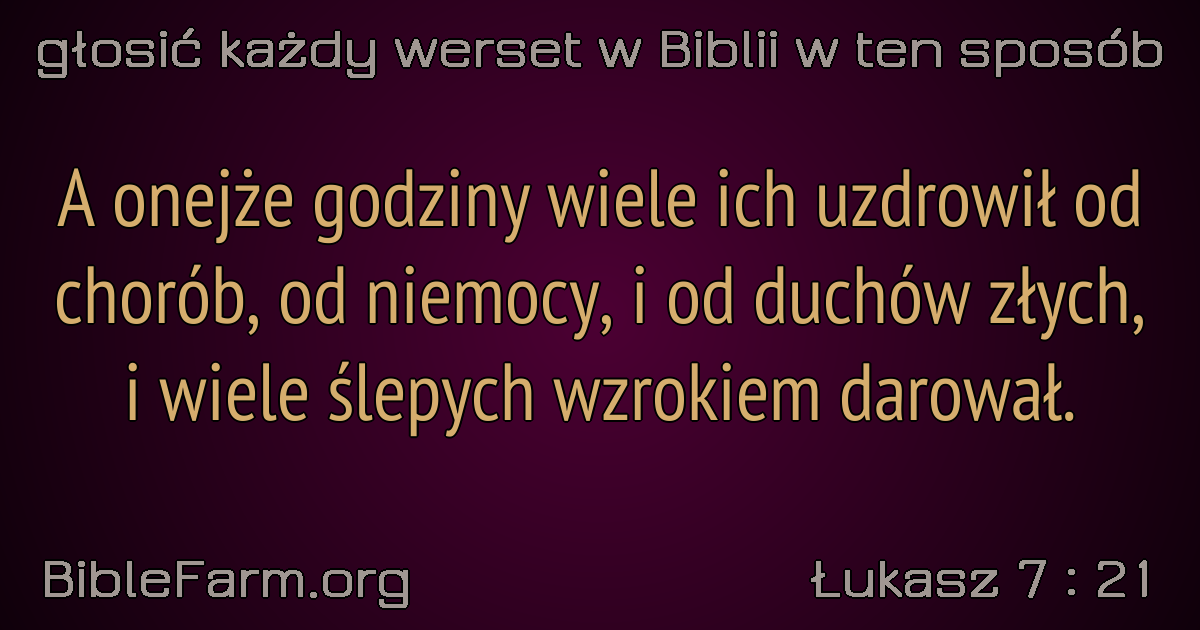 głosić każdy werset w Biblii w ten sposób
A onejże godziny wiele ich uzdrowił od
chorób, od niemocy, i od duchów złych,
i wiele ślepych wzrokiem darował.
BibleFarm.org
Łukasz 7 : 21